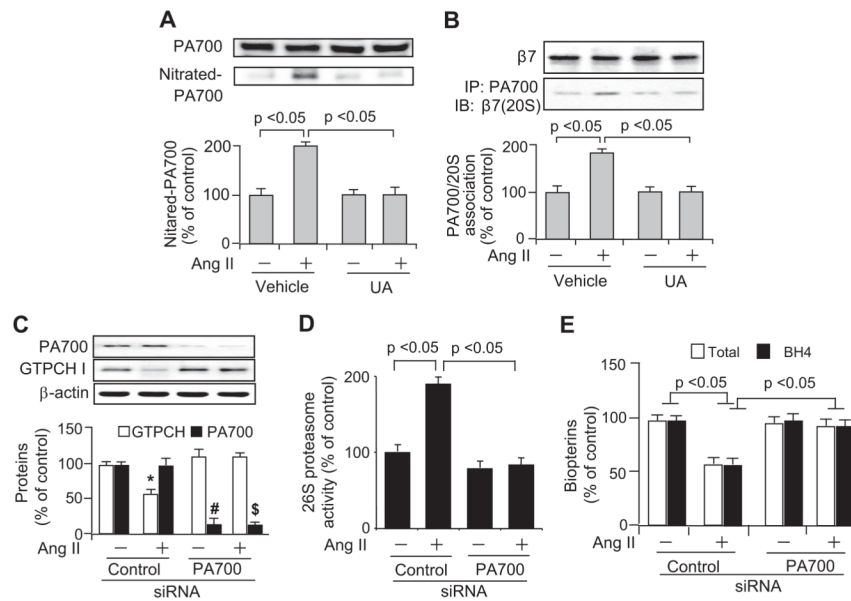 A
PA700
Nitrated-
PA700
p <0.05 p <0.05
Nitared-PA700
(% of control)
200
100
0
Ang II − + − +
Vehicle UA
B
β7
IP: PA700
IB: β7(20S)
p <0.05 p <0.05
PA700/20S
association
(% of control)
200
100
0
Ang II − + − +
Vehicle UA
C
PA700
GTPCH I
β-actin
GTPCH PA700
Proteins
(% of control)
150
100
50
0
* # $
Ang II − + − +
Control PA700
siRNA
D
p <0.05 p <0.05
26S proteasome
activity (% of control)
200
100
0
− + − +
Control PA700
siRNA
E
Total BH4
p <0.05 p <0.05
Biopterins
(% of control)
150
100
50
0
Ang II − + − +
Control PA700
siRNA